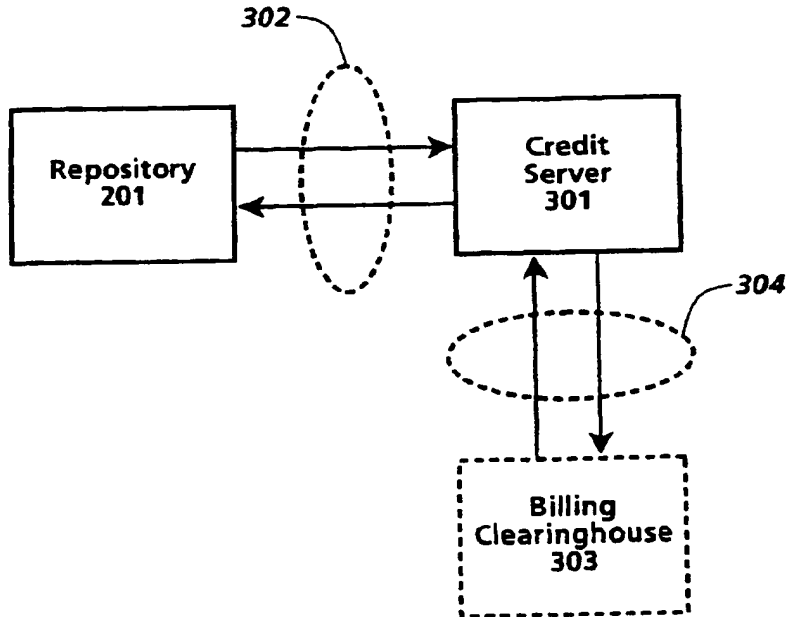 302
Repository
201
Credit
Server
301
304
Billing
Clearinghouse
303